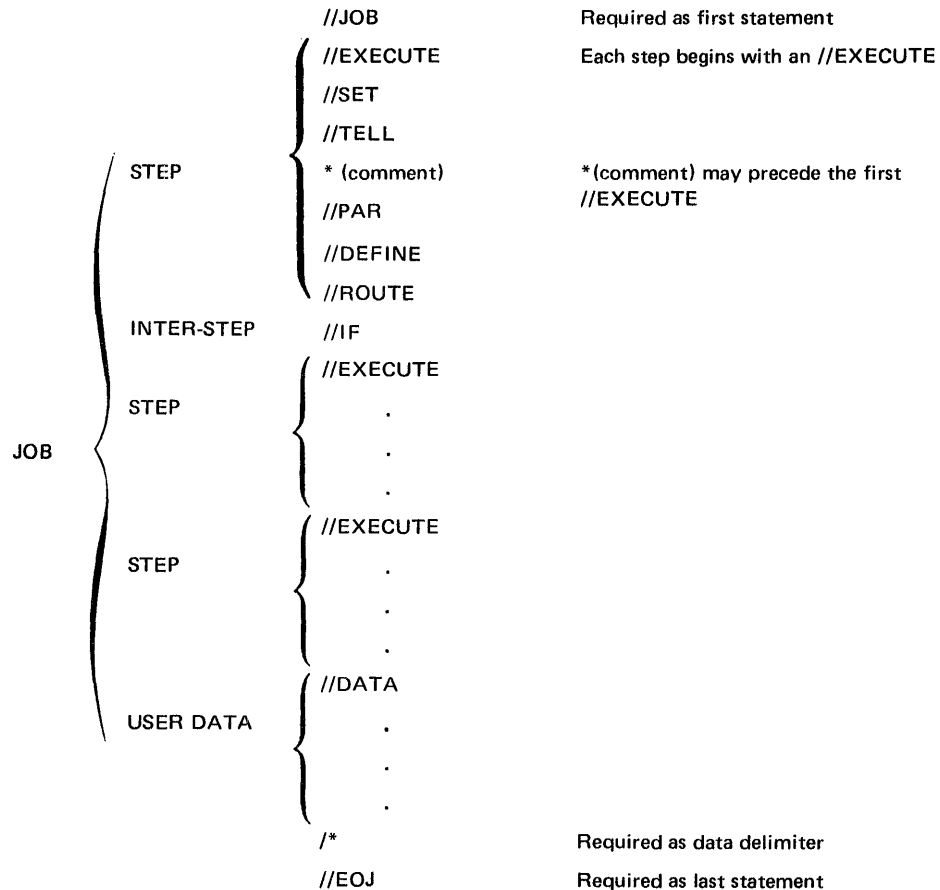 //JOB Required as first statement
//EXECUTE Each step begins with an //EXECUTE
//SET
//TELL
STEP * (comment) *(comment) may precede the first
//EXECUTE
//PAR
//DEFINE
//ROUTE
INTER-STEP //IF
//EXECUTE
STEP .
JOB .
.
//EXECUTE
STEP .
.
.
//DATA
USER DATA .
.
.
/* Required as data delimiter
//EOJ Required as last statement